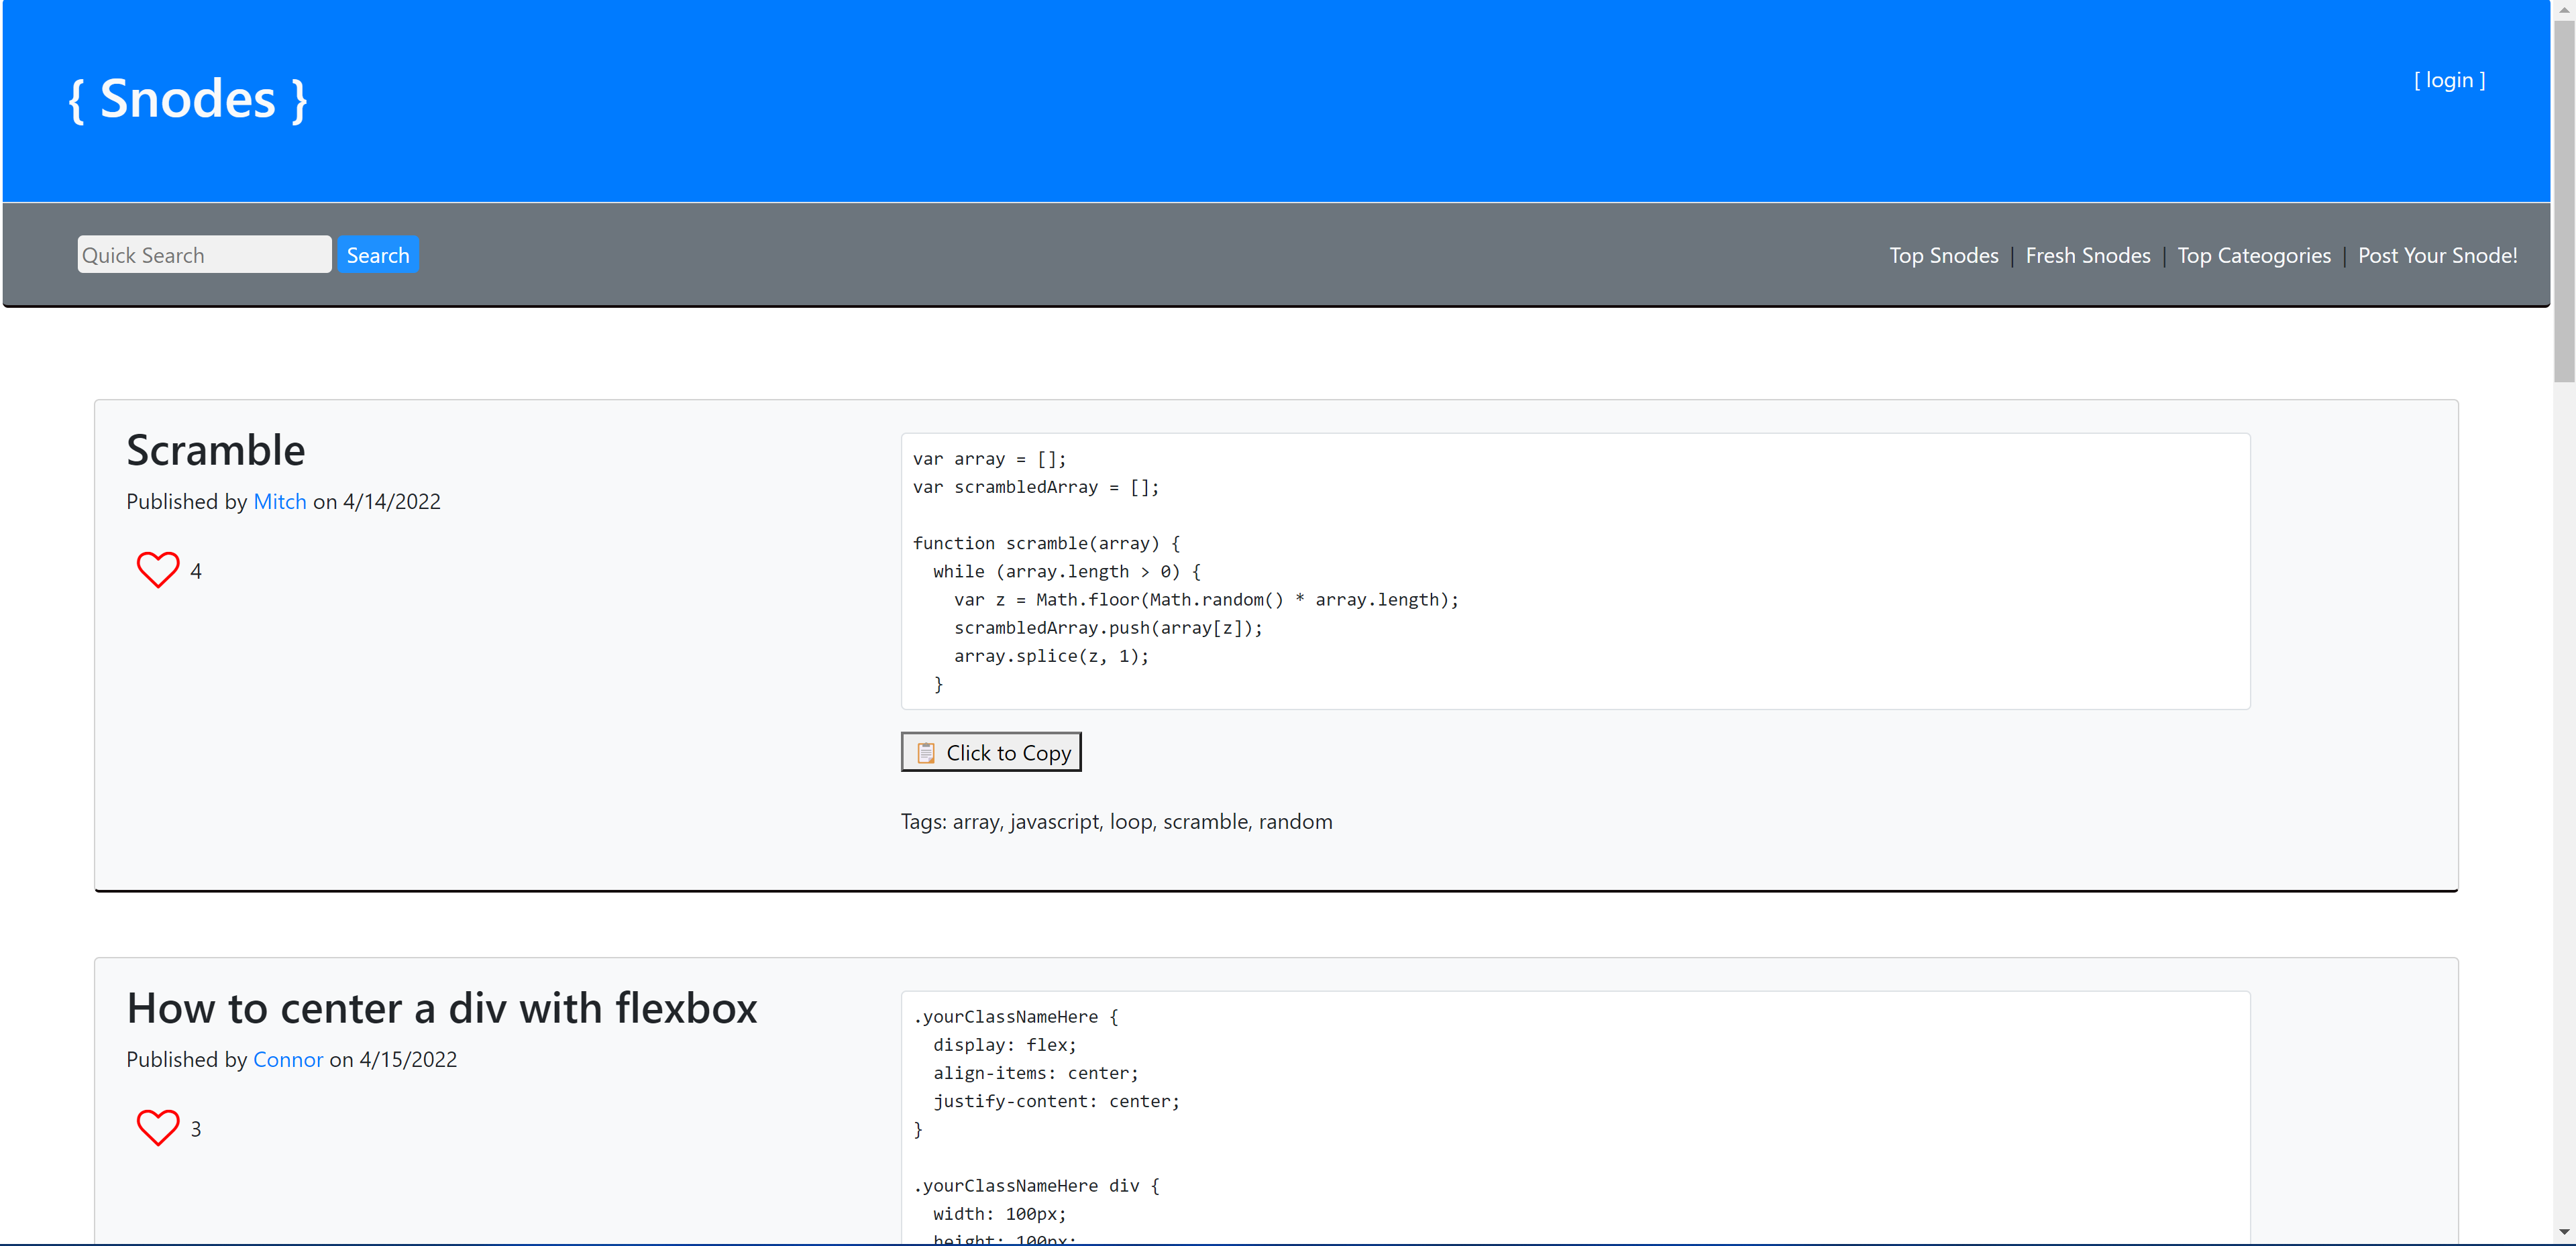 { Snodes }
[ login ]
Quick Search Search
Top Snodes | Fresh Snodes | Top Cateogories | Post Your Snode!
Scramble
Published by Mitch on 4/14/2022
4
var array = [];
var scrambledArray = [];
function scramble(array) {
  while (array.length > 0) {
    var z = Math.floor(Math.random() * array.length);
    scrambledArray.push(array[z]);
    array.splice(z, 1);
  }
Click to Copy
Tags: array, javascript, loop, scramble, random
How to center a div with flexbox
Published by Connor on 4/15/2022
3
.yourClassNameHere {
  display: flex;
  align-items: center;
  justify-content: center;
}
.yourClassNameHere div {
  width: 100px;
  height: 100px;